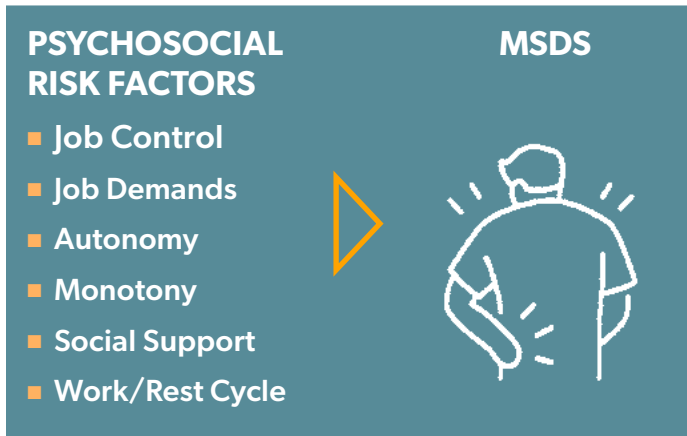 PSYCHOSOCIAL
RISK FACTORS
Job Control
Job Demands
Autonomy
Monotony
Social Support
Work/Rest Cycle
MSDS